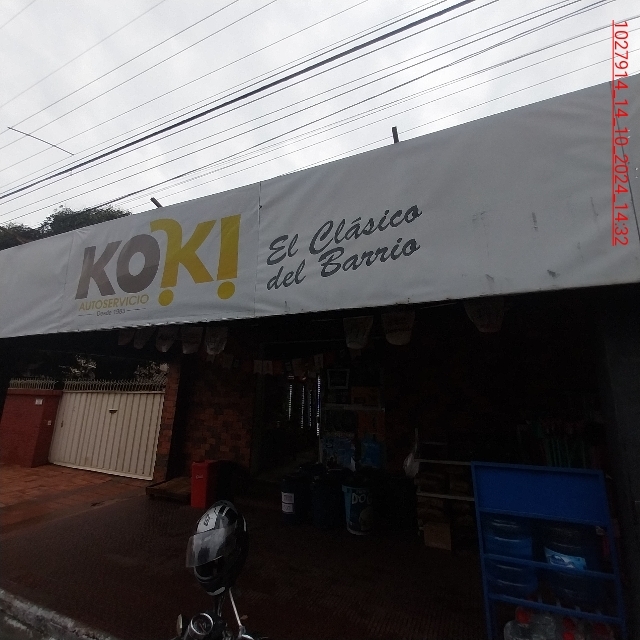 KOKI
AUTOSERVICIO
El Clásico
del Barrio
1027914_14_10_2024_14:32